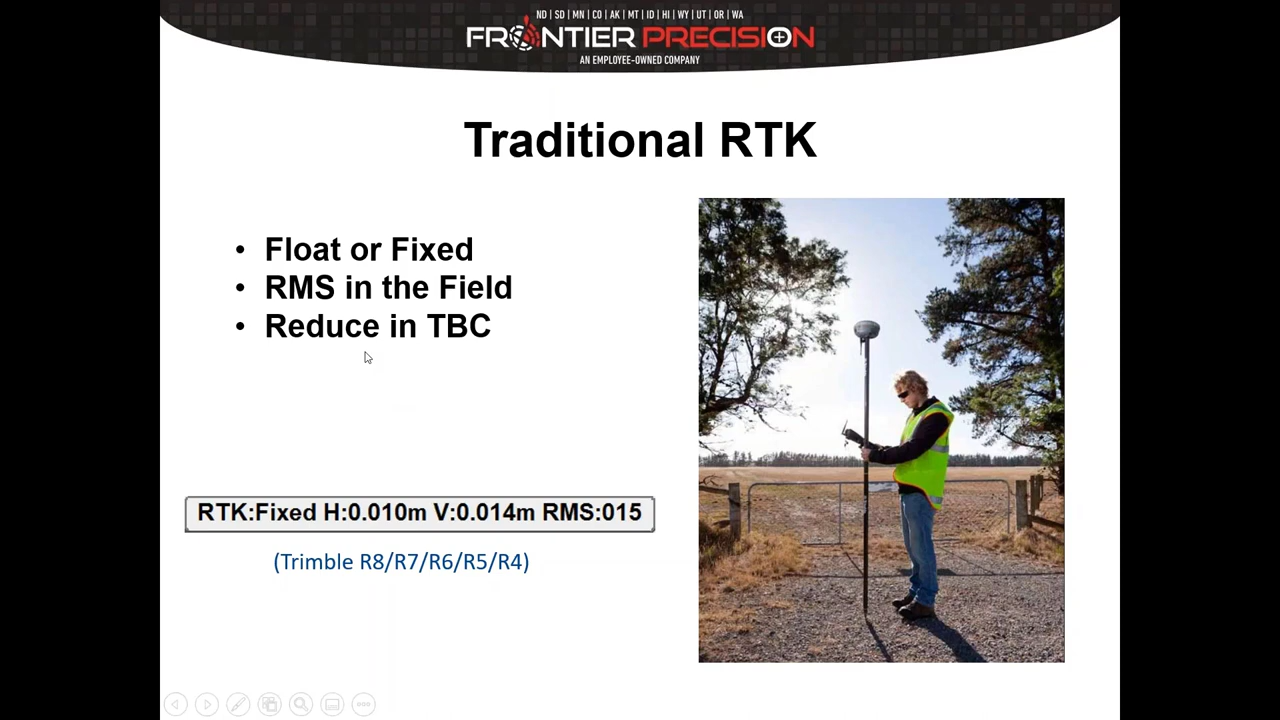 ND | SD | MN | CO | AK | MT | ID | HI | WY | UT | OR | WA
FRONTIER PRECISION
AN EMPLOYEE-OWNED COMPANY
Traditional RTK
• Float or Fixed
• RMS in the Field
• Reduce in TBC
RTK:Fixed H:0.010m V:0.014m RMS:015
(Trimble R8/R7/R6/R5/R4)